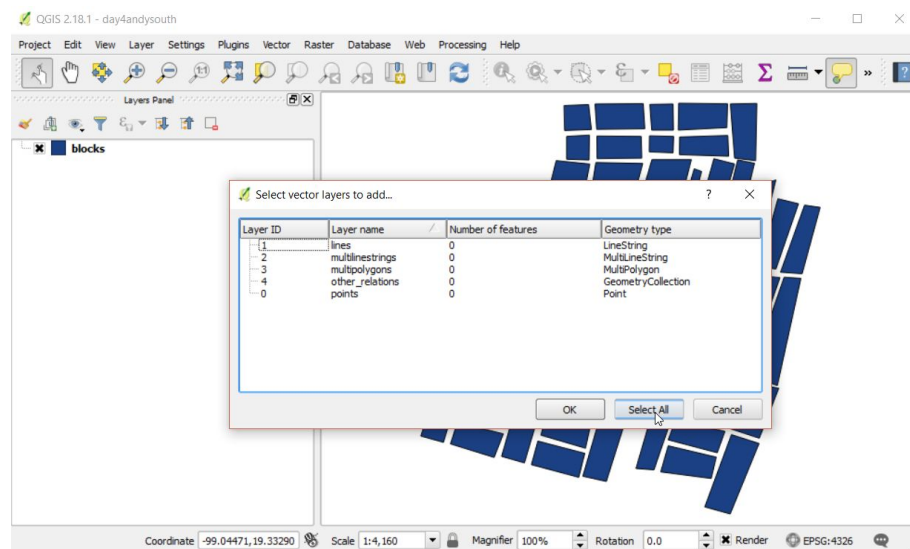 QGIS 2.18.1 - day4andysouth
Project Edit View Layer Settings Plugins Vector Raster Database Web Processing Help
1:1
Layers Panel
blocks
Select vector layers to add...
Layer ID Layer name Number of features Geometry type
1 lines 0 LineString
2 multilinestrings 0 MultiLineString
3 multipolygons 0 MultiPolygon
4 other_relations 0 GeometryCollection
0 points 0 Point
OK Select All Cancel
Coordinate -99.04471,19.33290 Scale 1:4,160 Magnifier 100% Rotation 0.0 Render EPSG:4326